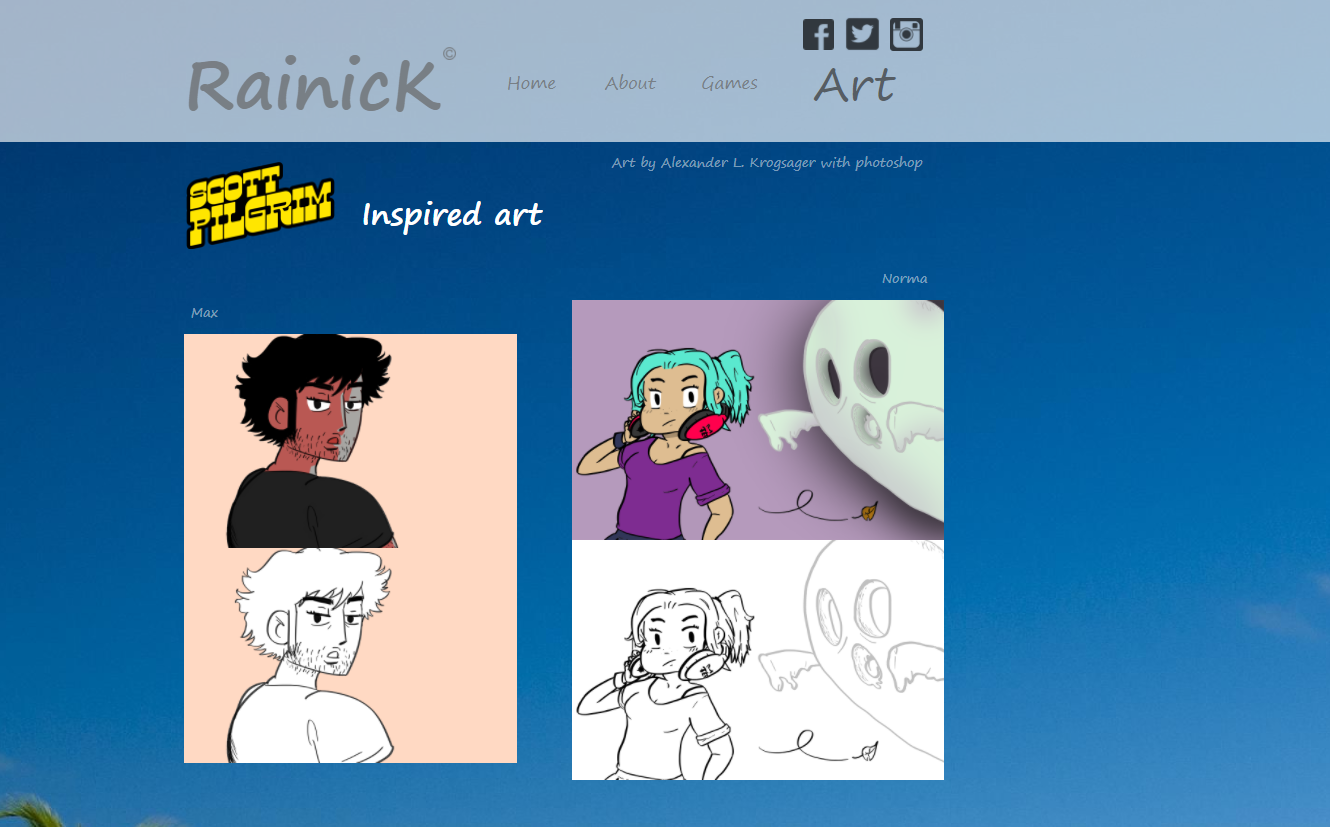 RainicK ©
Home About Games Art
Art by Alexander L. Krogsager with photoshop
SCOTT
PILGRIM
Inspired art
Norma
Max